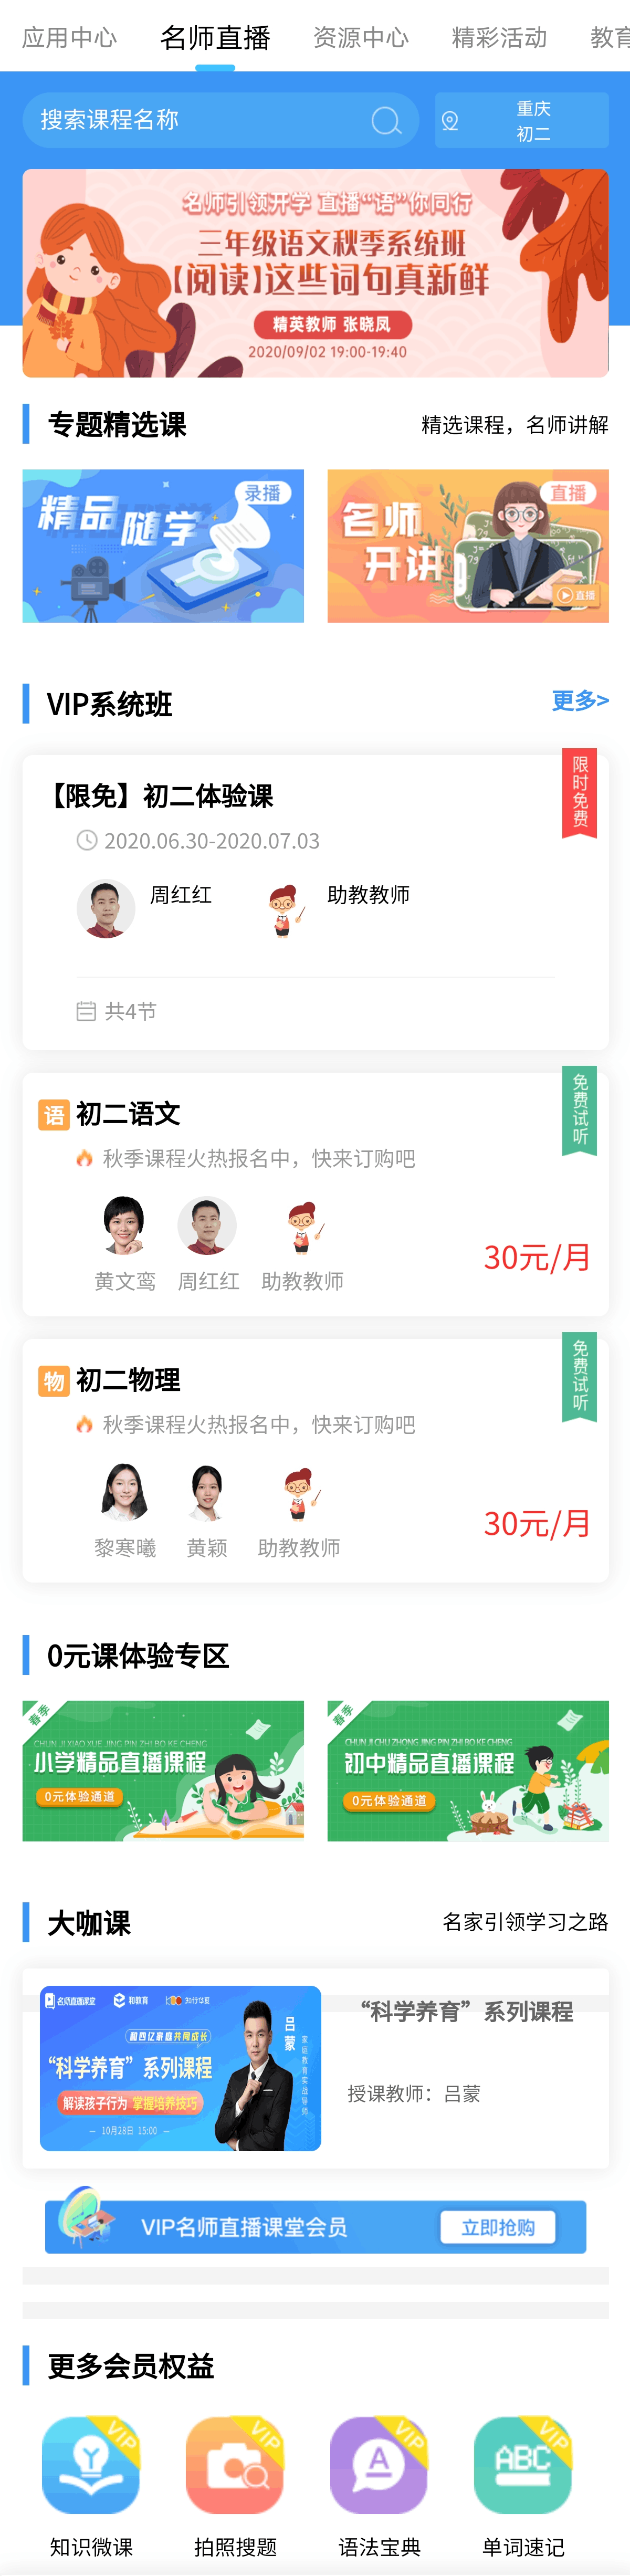 应用中心 名师直播 资源中心 精彩活动 教育
搜索课程名称
重庆
初二
名师引领开学 直播“语”你同行
三年级语文秋季系统班
【阅读】这些词句真新鲜
精英教师 张晓凤
2020/09/02 19:00-19:40
专题精选课 精选课程，名师讲解
精品随学 录播
名师开讲 直播
直播
VIP系统班 更多>
限时免费
【限免】初二体验课
2020.06.30-2020.07.03
周红红 助教教师
共4节
免费试听
语 初二语文
秋季课程火热报名中，快来订购吧
30元/月
黄文鸾 周红红 助教教师
免费试听
物 初二物理
秋季课程火热报名中，快来订购吧
30元/月
黎寒曦 黄颖 助教教师
0元课体验专区
春季
CHUN JI XIAO XUE JING PIN ZHI BO KE CHENG
小学精品直播课程
0元体验通道
春季
CHUN JI CHU ZHONG JING PIN ZHI BO KE CHENG
初中精品直播课程
0元体验通道
大咖课 名家引领学习之路
名师直播课堂 和教育
超四亿家庭共同成长
“科学养育”系列课程
解读孩子行为 掌握培养技巧
10月28日 15:00
吕蒙
家庭教育实战导师
“科学养育”系列课程
授课教师：吕蒙
VIP名师直播课堂会员 立即抢购
更多会员权益
VIP VIP A VIP ABC VIP
知识微课 拍照搜题 语法宝典 单词速记